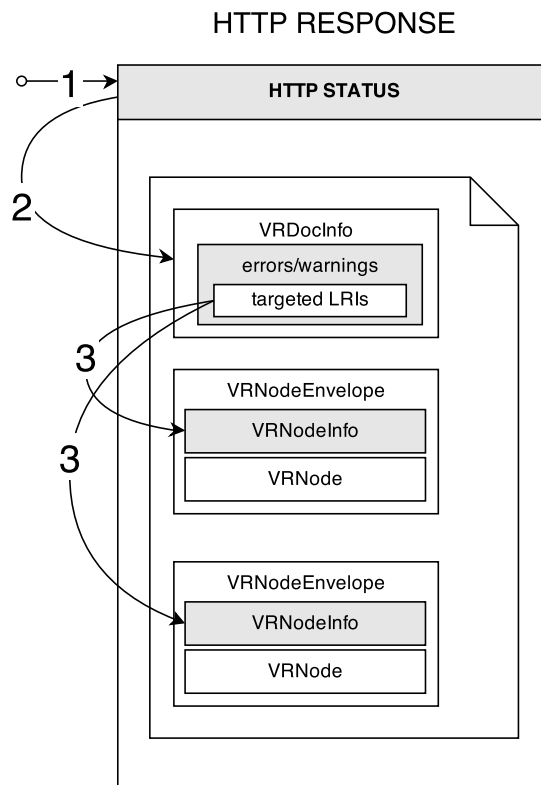 HTTP RESPONSE
1
HTTP STATUS
2
VRDocInfo
errors/warnings
targeted LRIs
3
VRNodeEnvelope
VRNodeInfo
3
VRNode
VRNodeEnvelope
VRNodeInfo
VRNode